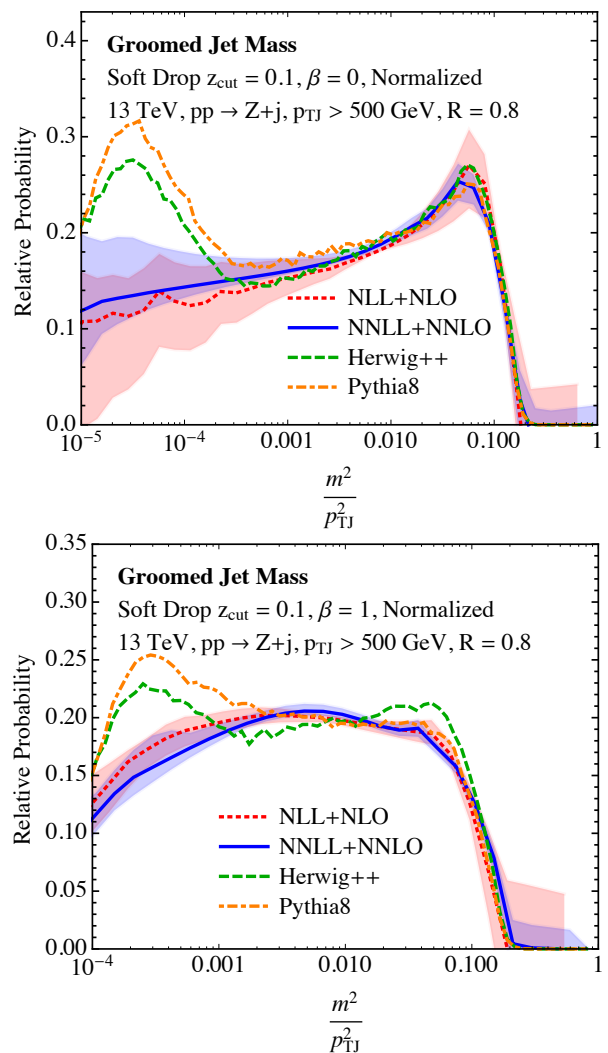 Groomed Jet Mass
Soft Drop z_cut = 0.1, β = 0, Normalized
13 TeV, pp → Z+j, p_TJ > 500 GeV, R = 0.8
Relative Probability
0.4
0.3
0.2
0.1
0.0
NLL+NLO
NNLL+NNLO
Herwig++
Pythia8
10^-5 10^-4 0.001 0.010 0.100 1
m^2
p_TJ^2
0.35
Groomed Jet Mass
Soft Drop z_cut = 0.1, β = 1, Normalized
13 TeV, pp → Z+j, p_TJ > 500 GeV, R = 0.8
Relative Probability
0.30
0.25
0.20
0.15
0.10
0.05
0.00
NLL+NLO
NNLL+NNLO
Herwig++
Pythia8
10^-4 0.001 0.010 0.100 1
m^2
p_TJ^2